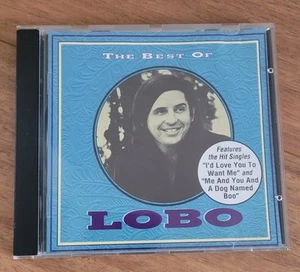 THE BEST OF
Features
the Hit Singles
"I'd Love You To
Want Me" and
"Me And You And
A Dog Named
Boo"
LOBO